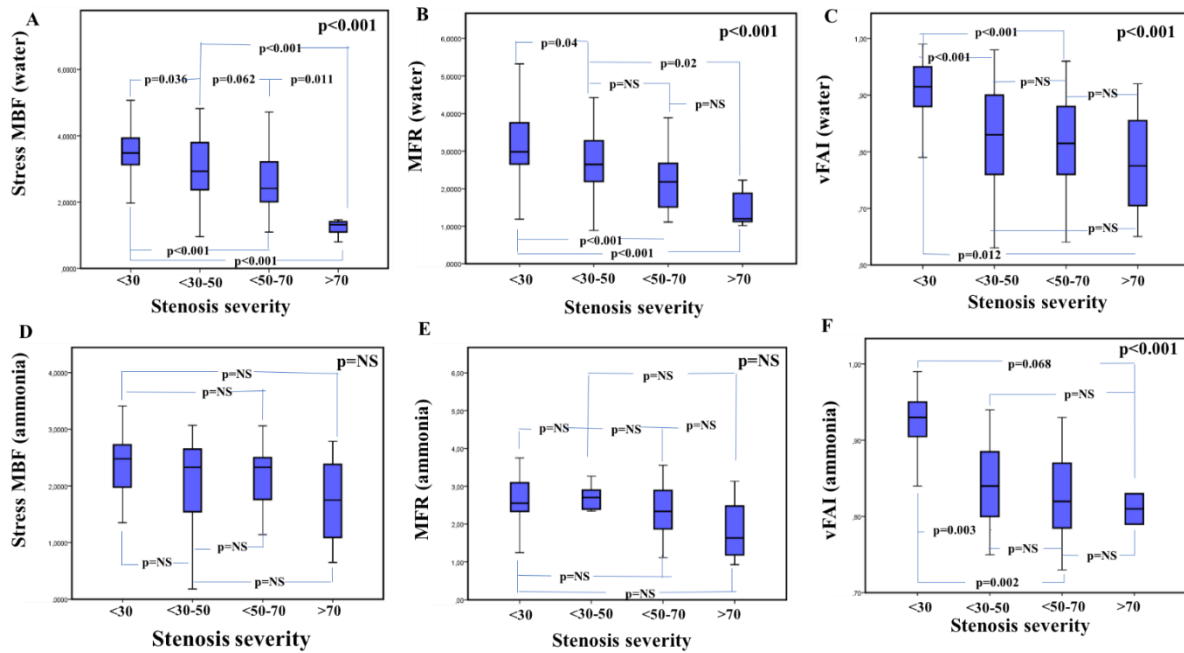 A
p<0.001
Stress MBF (water)
6,0000
4,0000
2,0000
,0000
p<0.001
p=0.036
p=0.062
p=0.011
p<0.001
p<0.001
<30
<30-50
<50-70
>70
Stenosis severity
B
p<0.001
MFR (water)
6,0000
5,0000
4,0000
3,0000
2,0000
1,0000
,0000
p=0.04
p=0.02
p=NS
p=NS
p<0.001
p<0.001
<30
<30-50
<50-70
>70
Stenosis severity
C
p<0.001
vFAI (water)
1,00
,90
,80
,70
,60
p<0.001
p<0.001
p=NS
p=NS
p=NS
p=0.012
<30
<30-50
<50-70
>70
Stenosis severity
D
p=NS
Stress MBF (ammonia)
4,0000
3,0000
2,0000
1,0000
,0000
p=NS
p=NS
p=NS
p=NS
p=NS
<30
<30-50
<50-70
>70
Stenosis severity
E
p=NS
MFR (ammonia)
6,00
5,00
4,00
3,00
2,00
1,00
,00
p=NS
p=NS
p=NS
p=NS
p=NS
<30
<30-50
<50-70
>70
Stenosis severity
F
p<0.001
vFAI (ammonia)
1,00
,90
,80
,70
p=0.068
p=NS
p=0.003
p=NS
p=NS
p=0.002
<30
<30-50
<50-70
>70
Stenosis severity